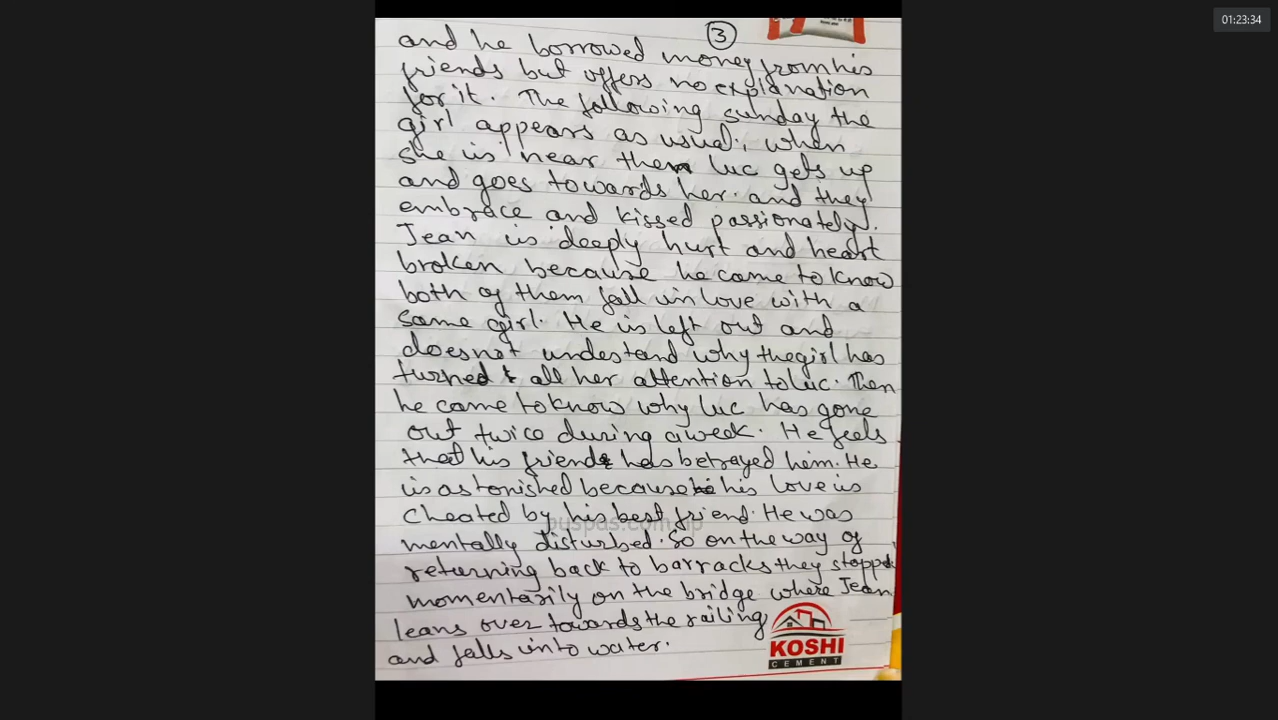 01:23:34
3
and he borrowed money from his
friends but offers no explanation
for it. The following sunday the
girl appears as usual, when
she is near them luc gets up
and goes towards her. and they
embrace and kissed passionately.
Jean is deeply hurt and heart
broken because he came to know
both of them fall in love with a
same girl. He is left out and
doesnot undestand why thegirl has
turned all her attention to luc. Then
he came to know why luc has gone
out twice during a week. He feels
that his friend has betrayed him. He
is astonished because his love is
cheated by his best friend. He was
puspas.com.np
mentally disturbed. So on the way of
returning back to barracks they stopped
momentarily on the bridge where Jean
leans over towards the railing
and falls into water.
KOSHI
CEMENT